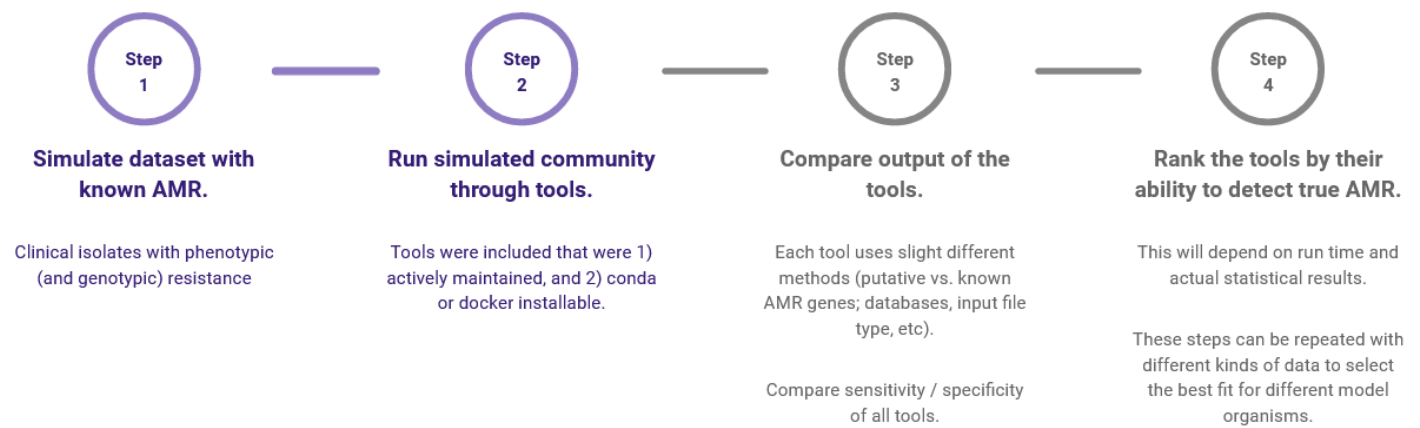 Step
1
Simulate dataset with
known AMR.
Clinical isolates with phenotypic
(and genotypic) resistance
Step
2
Run simulated community
through tools.
Tools were included that were 1)
actively maintained, and 2) conda
or docker installable.
Step
3
Compare output of the
tools.
Each tool uses slight different
methods (putative vs. known
AMR genes; databases, input file
type, etc).
Compare sensitivity / specificity
of all tools.
Step
4
Rank the tools by their
ability to detect true AMR.
This will depend on run time and
actual statistical results.
These steps can be repeated with
different kinds of data to select
the best fit for different model
organisms.